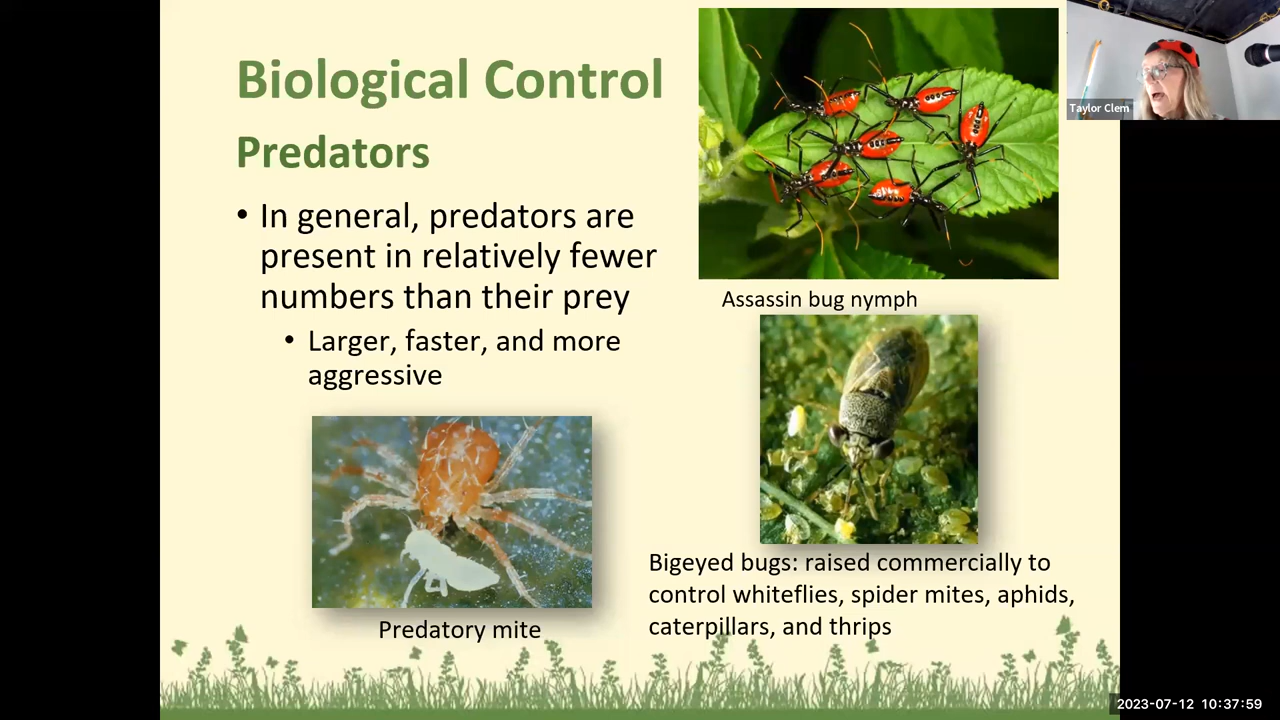 Biological Control
Predators
• In general, predators are
present in relatively fewer
numbers than their prey
• Larger, faster, and more
aggressive
Predatory mite
Assassin bug nymph
Bigeyed bugs: raised commercially to
control whiteflies, spider mites, aphids,
caterpillars, and thrips
Taylor Clem
2023-07-12 10:37:59